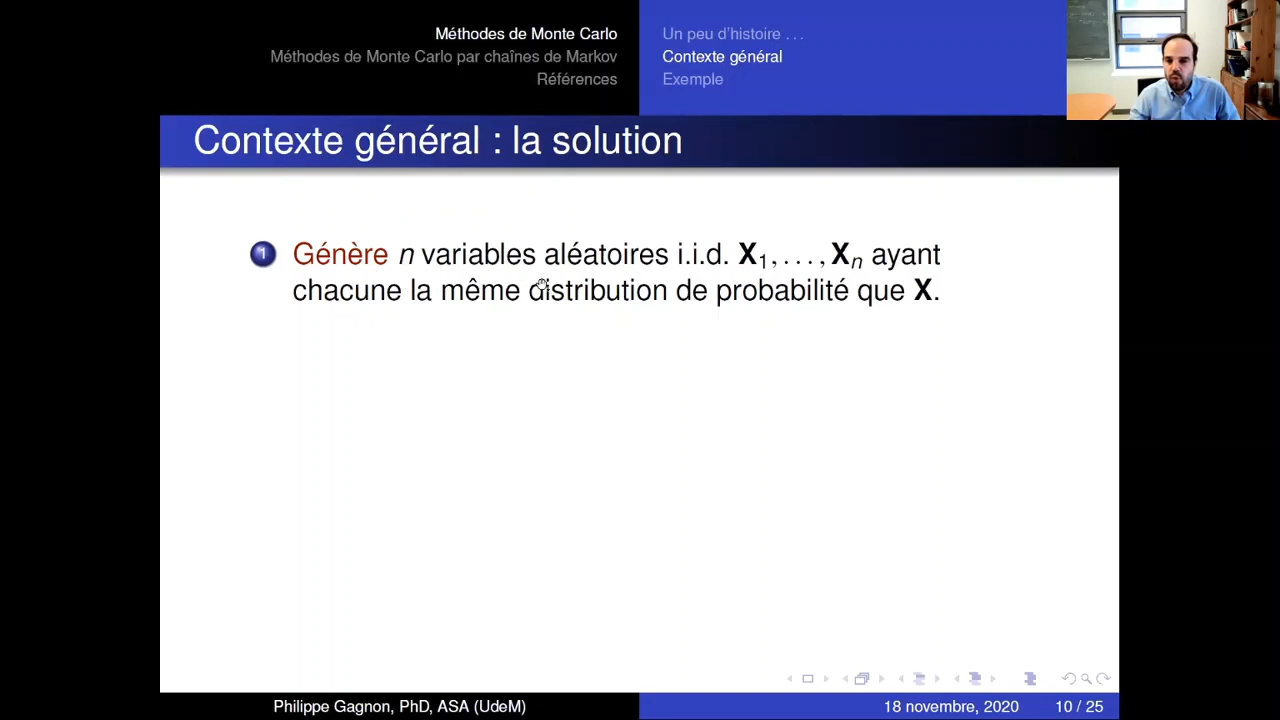 Méthodes de Monte Carlo
Méthodes de Monte Carlo par chaînes de Markov
Références
Un peu d'histoire . . .
Contexte général
Exemple
Contexte général : la solution
1 Génère n variables aléatoires i.i.d. X1, . . . , Xn ayant
chacune la même distribution de probabilité que X.
Philippe Gagnon, PhD, ASA (UdeM)
18 novembre, 2020
10 / 25